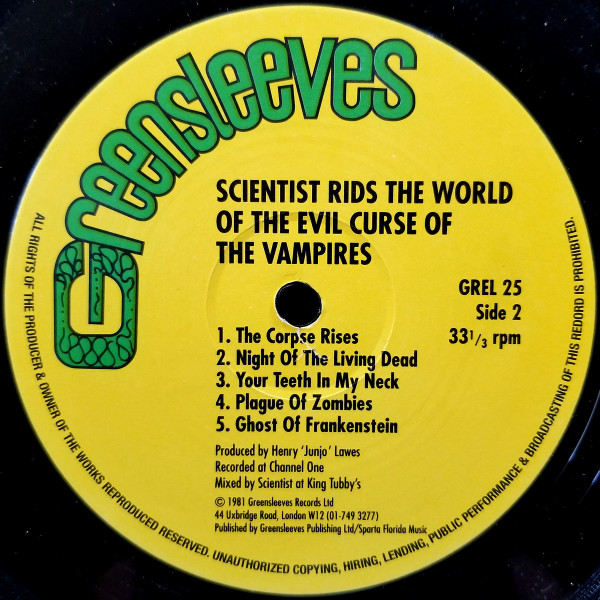 Greensleeves
SCIENTIST RIDS THE WORLD
OF THE EVIL CURSE OF
THE VAMPIRES
GREL 25
Side 2
33 1/3 rpm
1. The Corpse Rises
2. Night Of The Living Dead
3. Your Teeth In My Neck
4. Plague Of Zombies
5. Ghost Of Frankenstein
Produced by Henry ‘Junjo’ Lawes
Recorded at Channel One
Mixed by Scientist at King Tubby's
© 1981 Greensleeves Records Ltd
44 Uxbridge Road, London W12 (01-749 3277)
Published by Greensleeves Publishing Ltd/Sparta Florida Music
ALL RIGHTS OF THE PRODUCER & OWNER OF THE WORKS REPRODUCED RESERVED. UNAUTHORIZED COPYING, HIRING, LENDING, PUBLIC PERFORMANCE & BROADCASTING OF THIS REDORD IS PROHIBITED.